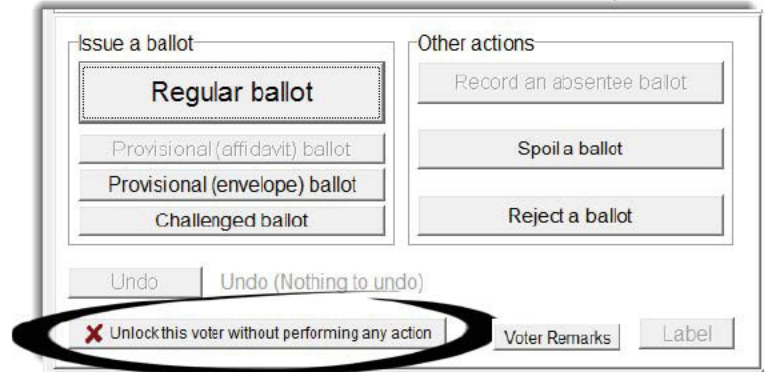 Issue a ballot
Regular ballot
Provisional (affidavit) ballot
Provisional (envelope) ballot
Challenged ballot
Other actions
Record an absentee ballot
Spoil a ballot
Reject a ballot
Undo
Undo (Nothing to undo)
Unlock this voter without performing any action
Voter Remarks
Label